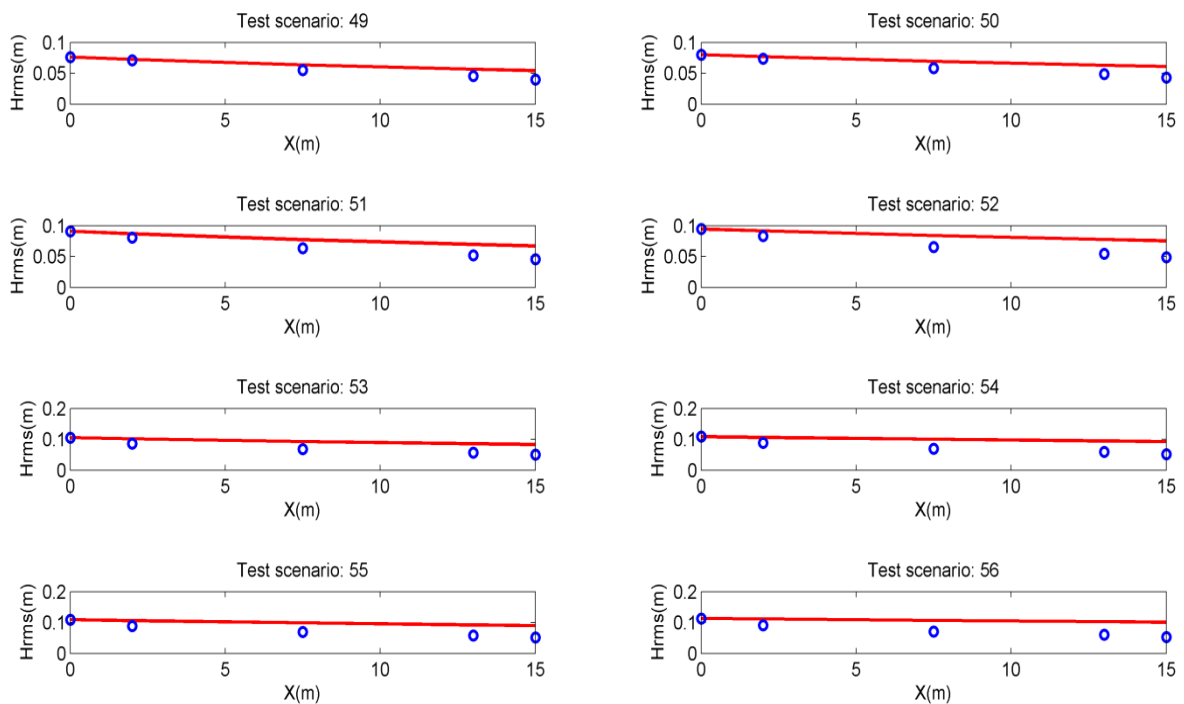 Test scenario: 49
Hrms(m)
0.1
0.05
0
0 5 10 15
X(m)
Test scenario: 50
Hrms(m)
0.1
0.05
0
0 5 10 15
X(m)
Test scenario: 51
Hrms(m)
0.1
0.05
0
0 5 10 15
X(m)
Test scenario: 52
Hrms(m)
0.1
0.05
0
0 5 10 15
X(m)
Test scenario: 53
Hrms(m)
0.2
0.1
0
0 5 10 15
X(m)
Test scenario: 54
Hrms(m)
0.2
0.1
0
0 5 10 15
X(m)
Test scenario: 55
Hrms(m)
0.2
0.1
0
0 5 10 15
X(m)
Test scenario: 56
Hrms(m)
0.2
0.1
0
0 5 10 15
X(m)